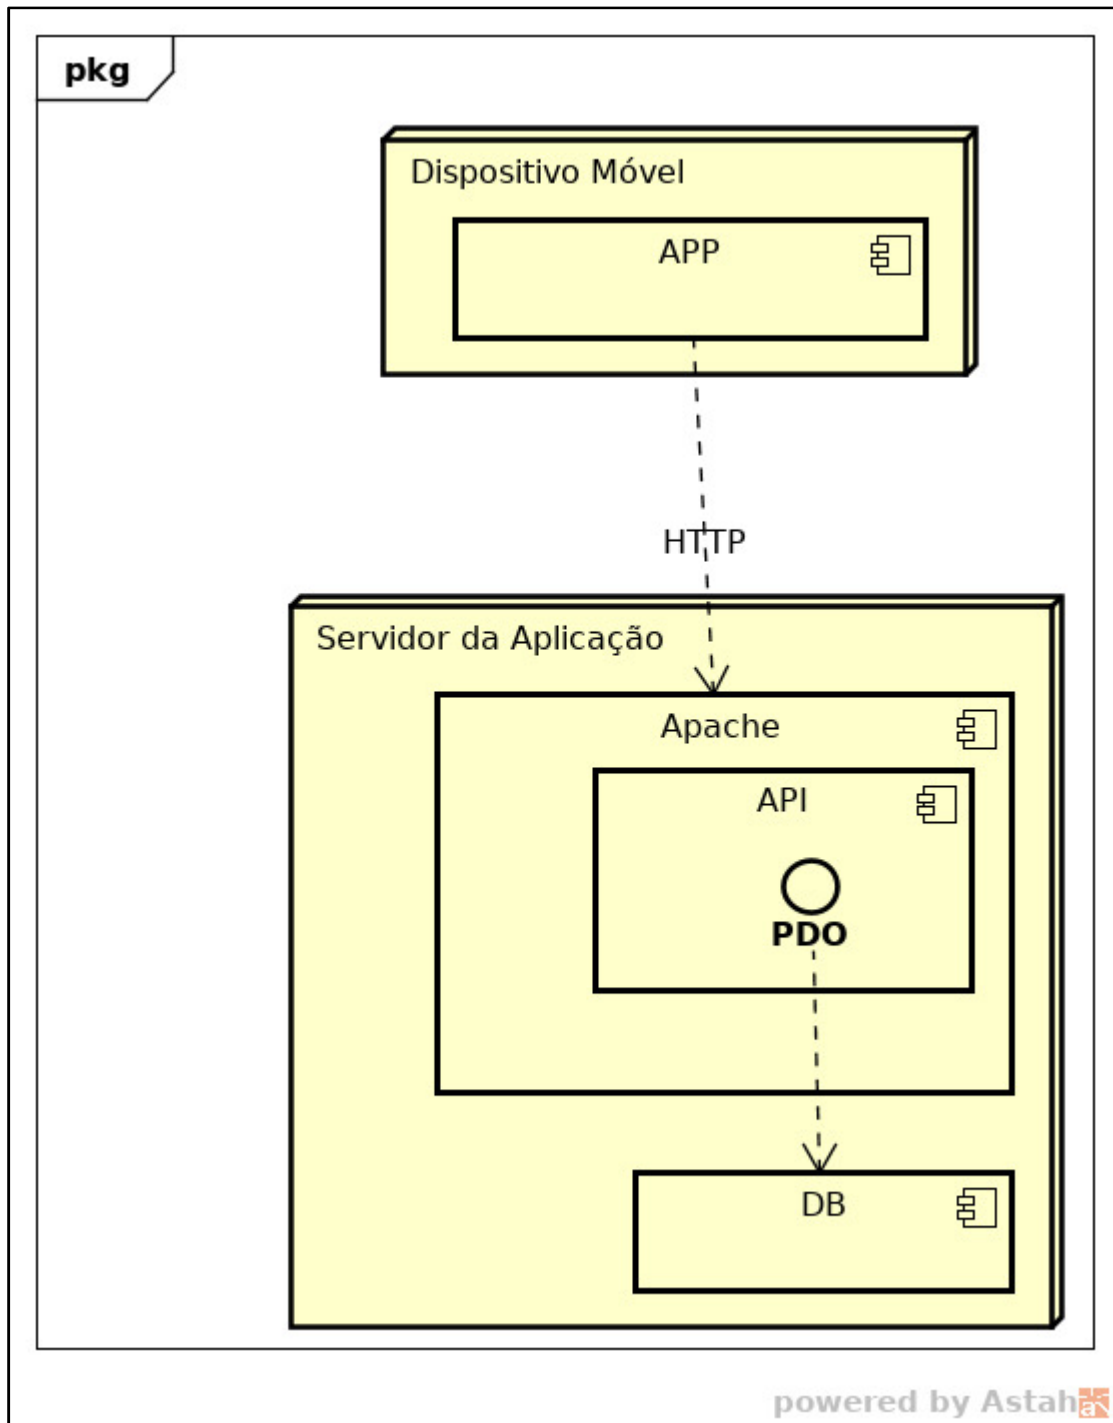 pkg
Dispositivo Móvel
APP
HTTP
Servidor da Aplicação
Apache
API
PDO
DB
powered by Astah